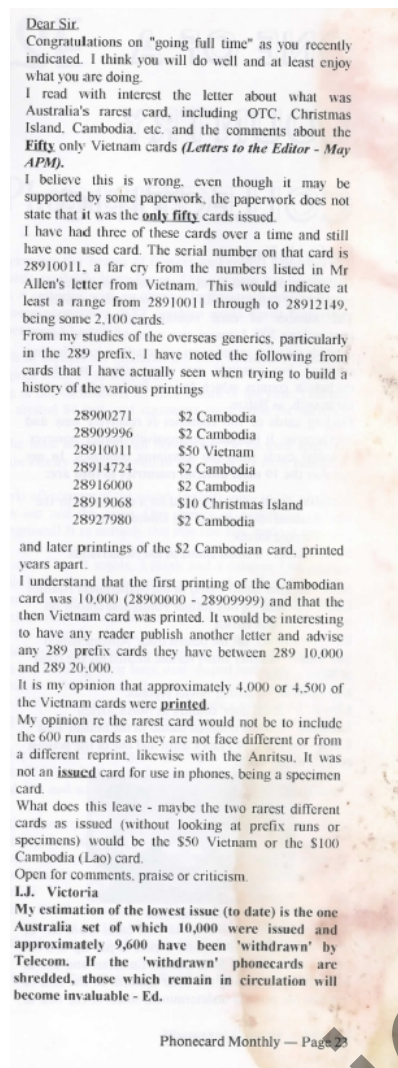 Dear Sir.
Congratulations on "going full time" as you recently
indicated. I think you will do well and at least enjoy
what you are doing.
I read with interest the letter about what was
Australia's rarest card, including OTC, Christmas
Island, Cambodia, etc. and the comments about the
Fifty only Vietnam cards (Letters to the Editor - May
APM).
I believe this is wrong, even though it may be
supported by some paperwork, the paperwork does not
state that it was the only fifty cards issued.
I have had three of these cards over a time and still
have one used card. The serial number on that card is
28910011, a far cry from the numbers listed in Mr
Allen's letter from Vietnam. This would indicate at
least a range from 28910011 through to 28912149,
being some 2,100 cards.
From my studies of the overseas generics, particularly
in the 289 prefix, I have noted the following from
cards that I have actually seen when trying to build a
history of the various printings
28900271 $2 Cambodia
28909996 $2 Cambodia
28910011 $50 Vietnam
28914724 $2 Cambodia
28916000 $2 Cambodia
28919068 $10 Christmas Island
28927980 $2 Cambodia
and later printings of the $2 Cambodian card, printed
years apart.
I understand that the first printing of the Cambodian
card was 10,000 (28900000 - 28909999) and that the
then Vietnam card was printed. It would be interesting
to have any reader publish another letter and advise
any 289 prefix cards they have between 289 10,000
and 289 20,000.
It is my opinion that approximately 4,000 or 4,500 of
the Vietnam cards were printed.
My opinion re the rarest card would not be to include
the 600 run cards as they are not face different or from
a different reprint, likewise with the Anritsu. It was
not an issued card for use in phones, being a specimen
card.
What does this leave - maybe the two rarest different
cards as issued (without looking at prefix runs or
specimens) would be the $50 Vietnam or the $100
Cambodia (Lao) card.
Open for comments, praise or criticism.
I.J. Victoria
My estimation of the lowest issue (to date) is the one
Australia set of which 10,000 were issued and
approximately 9,600 have been 'withdrawn' by
Telecom. If the 'withdrawn' phonecards are
shredded, those which remain in circulation will
become invaluable - Ed.
Phonecard Monthly — Page 23